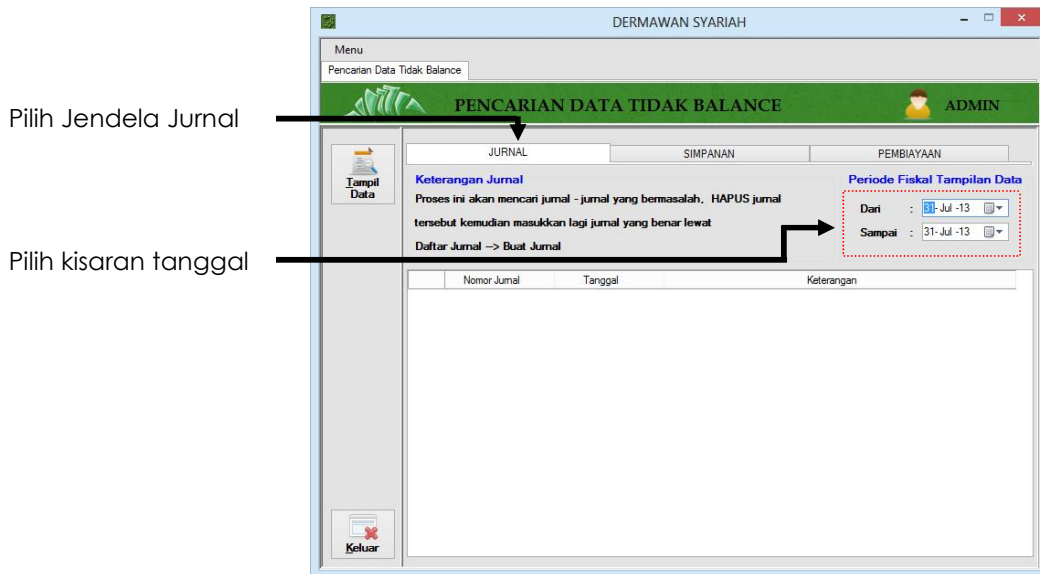 DERMAWAN SYARIAH
Menu
Pencarian Data Tidak Balance
PENCARIAN DATA TIDAK BALANCE
ADMIN
Pilih Jendela Jurnal
JURNAL
SIMPANAN
PEMBIAYAAN
Tampil
Data
Keterangan Jurnal
Proses ini akan mencari jurnal - jurnal yang bermasalah, HAPUS jurnal
tersebut kemudian masukkan lagi jurnal yang benar lewat
Daftar Jurnal --> Buat Jurnal
Periode Fiskal Tampilan Data
Dari : 31- Jul -13
Sampai : 31- Jul -13
Pilih kisaran tanggal
Nomor Jurnal Tanggal Keterangan
Keluar